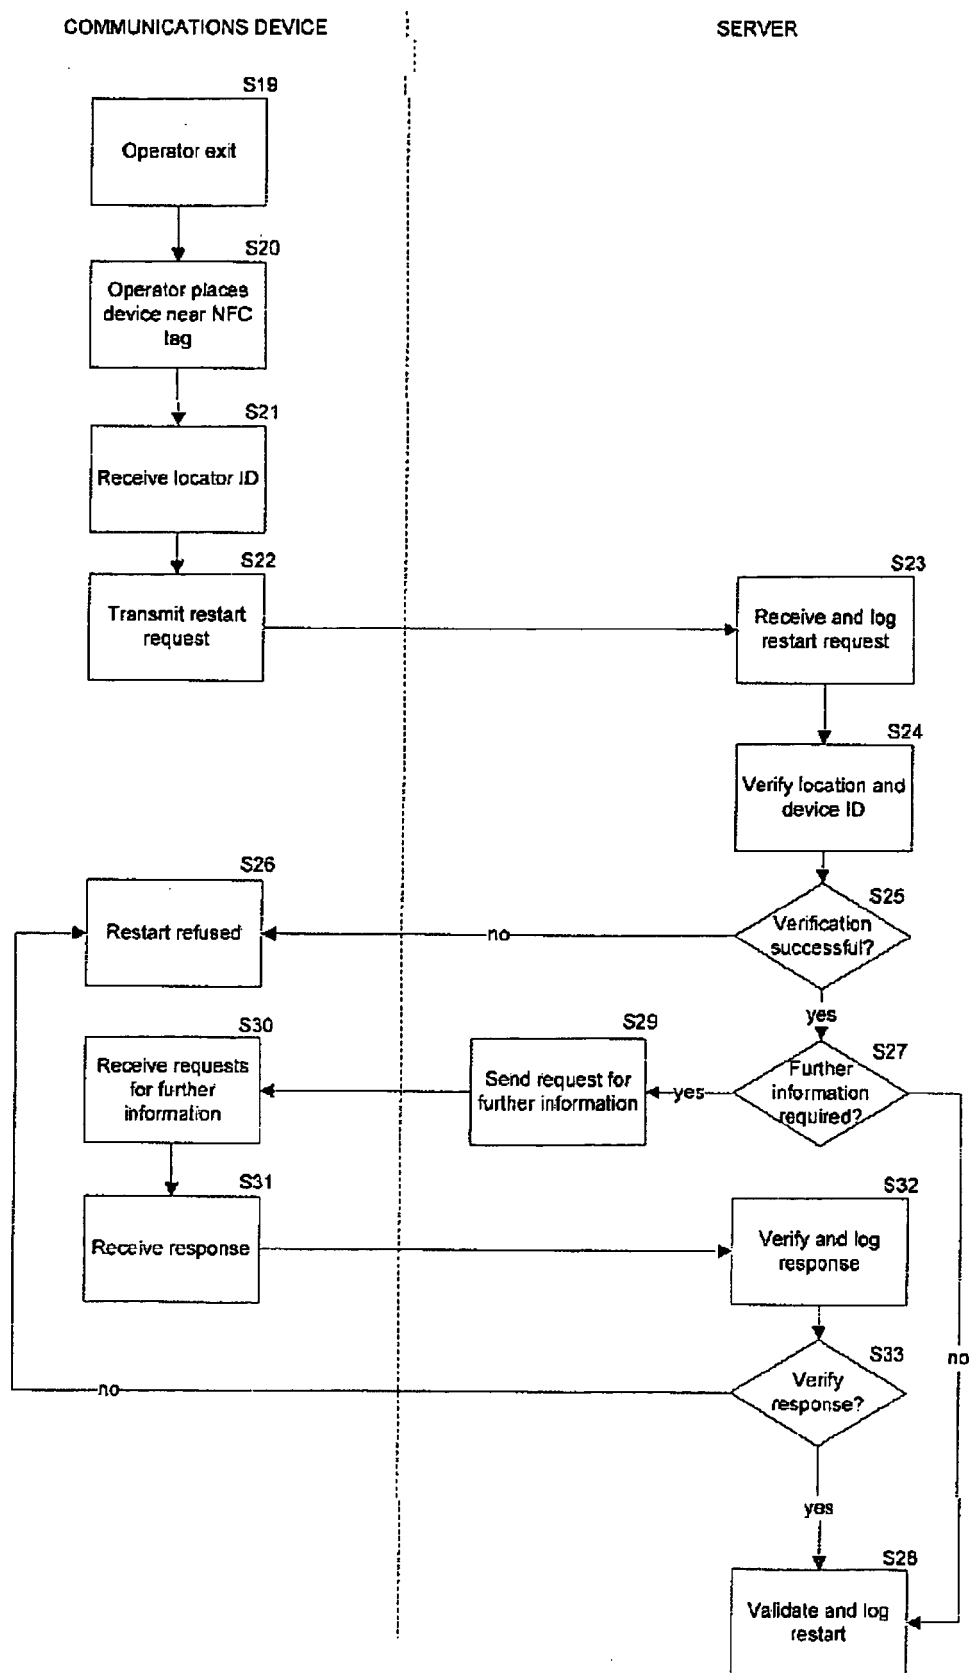 COMMUNICATIONS DEVICE
SERVER
S19
Operator exit
S20
Operator places
device near NFC
tag
S21
Receive locator ID
S22
Transmit restart
request
S23
Receive and log
restart request
S24
Verify location and
device ID
S25
Verification
successful?
no
S26
Restart refused
yes
S27
Further
information
required?
yes
S29
Send request for
further information
S30
Receive requests
for further
information
S31
Receive response
S32
Verify and log
response
S33
Verify
response?
no
no
yes
S28
Validate and log
restart